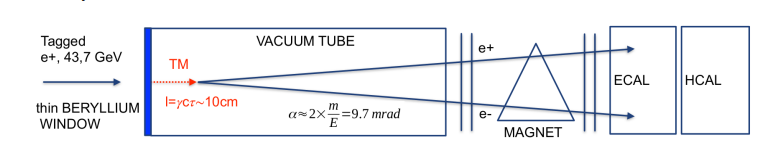 Tagged
e+, 43,7 GeV
thin BERYLLIUM
WINDOW
VACUUM TUBE
TM
l=γcτ~10cm
α≈2×m/E=9.7 mrad
e+
e-
MAGNET
ECAL
HCAL